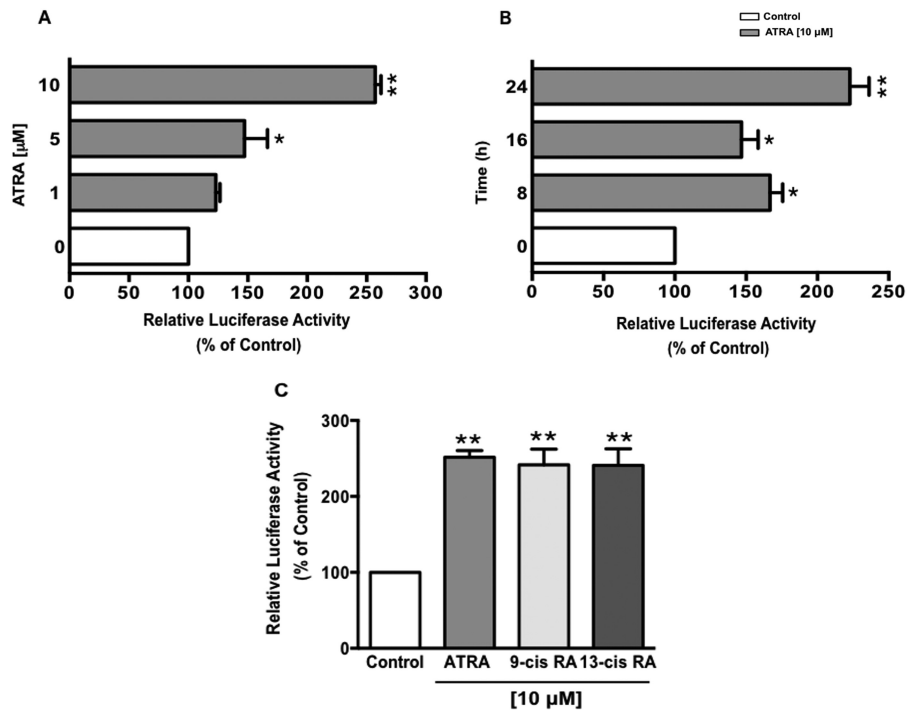 A
ATRA [µM]
10
**
5
*
1
0
0 50 100 150 200 250 300
Relative Luciferase Activity
(% of Control)
B
Control
ATRA [10 µM]
Time (h)
24
**
16
*
8
*
0
0 50 100 150 200 250
Relative Luciferase Activity
(% of Control)
C
Relative Luciferase Activity
(% of Control)
300
200
100
0
** ** **
Control ATRA 9-cis RA 13-cis RA
[10 µM]